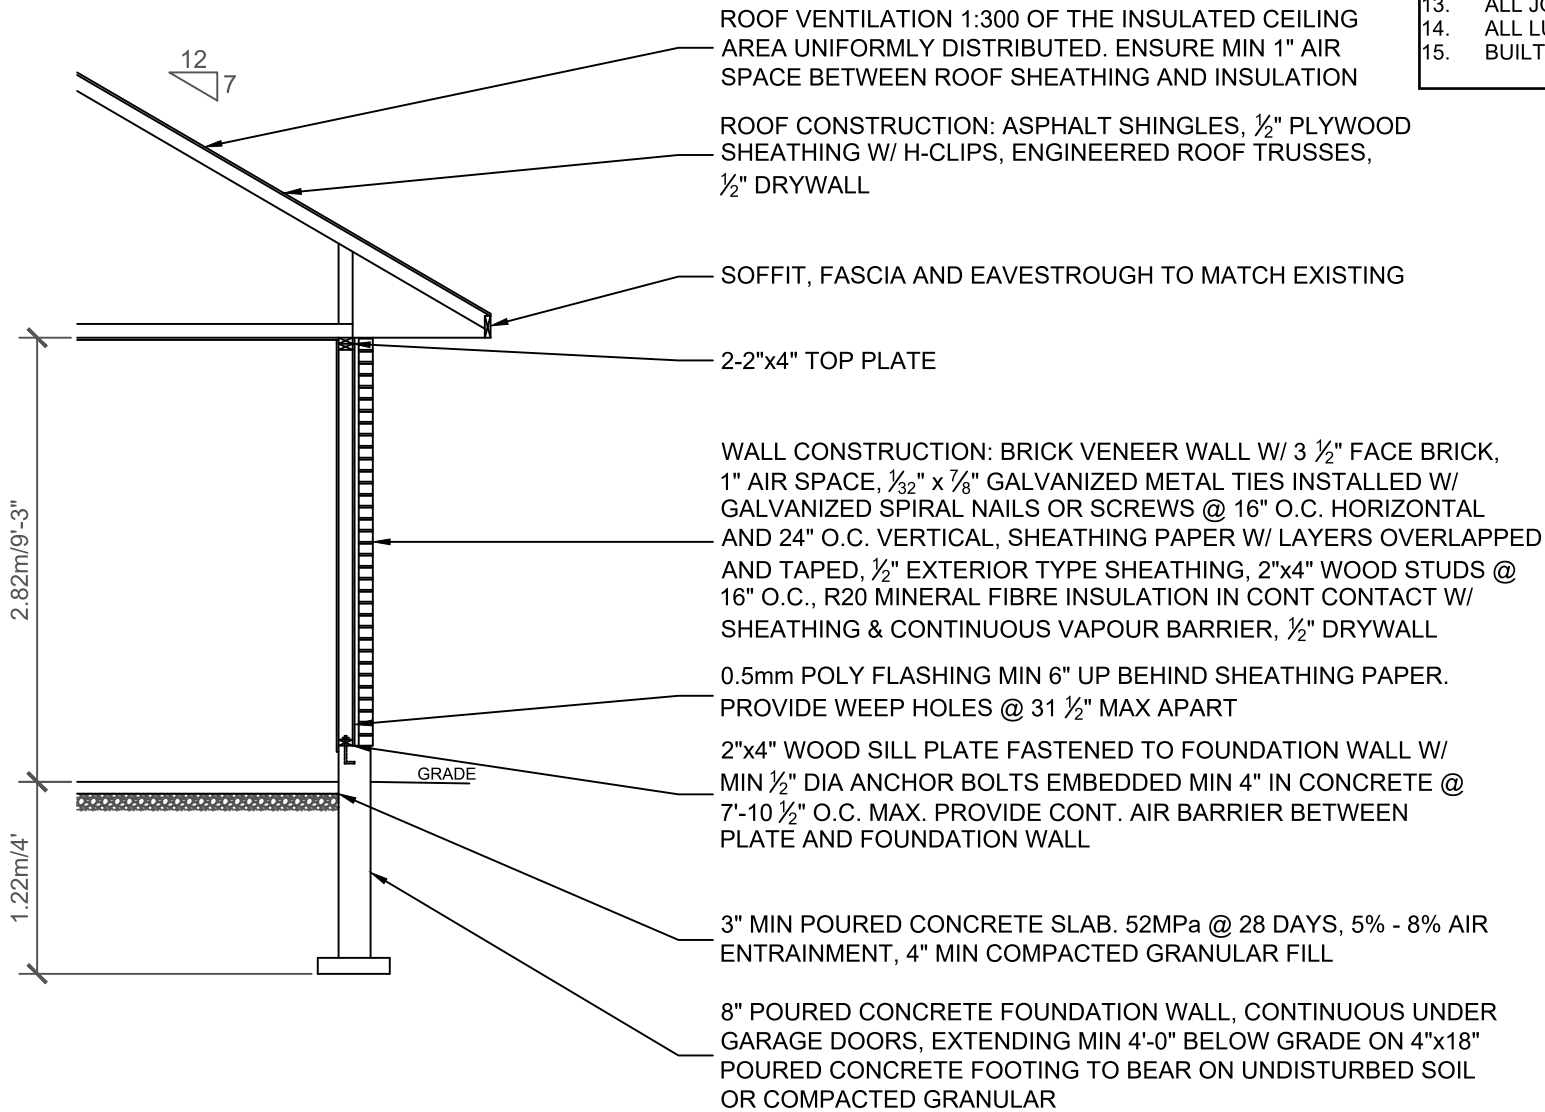 ROOF VENTILATION 1:300 OF THE INSULATED CEILING
AREA UNIFORMLY DISTRIBUTED. ENSURE MIN 1" AIR
SPACE BETWEEN ROOF SHEATHING AND INSULATION
13. ALL
14. ALL
15. BUILT
12
7
ROOF CONSTRUCTION: ASPHALT SHINGLES, ½" PLYWOOD
SHEATHING W/ H-CLIPS, ENGINEERED ROOF TRUSSES,
½" DRYWALL
SOFFIT, FASCIA AND EAVESTROUGH TO MATCH EXISTING
2-2"x4" TOP PLATE
WALL CONSTRUCTION: BRICK VENEER WALL W/ 3 ½" FACE BRICK,
1" AIR SPACE, 1⁄32" x ⅞" GALVANIZED METAL TIES INSTALLED W/
GALVANIZED SPIRAL NAILS OR SCREWS @ 16" O.C. HORIZONTAL
AND 24" O.C. VERTICAL, SHEATHING PAPER W/ LAYERS OVERLAPPED
AND TAPED, ½" EXTERIOR TYPE SHEATHING, 2"x4" WOOD STUDS @
16" O.C., R20 MINERAL FIBRE INSULATION IN CONT CONTACT W/
SHEATHING & CONTINUOUS VAPOUR BARRIER, ½" DRYWALL
2.82m/9'-3"
0.5mm POLY FLASHING MIN 6" UP BEHIND SHEATHING PAPER.
PROVIDE WEEP HOLES @ 31 ½" MAX APART
2"x4" WOOD SILL PLATE FASTENED TO FOUNDATION WALL W/
MIN ½" DIA ANCHOR BOLTS EMBEDDED MIN 4" IN CONCRETE @
7'-10 ½" O.C. MAX. PROVIDE CONT. AIR BARRIER BETWEEN
PLATE AND FOUNDATION WALL
GRADE
1.22m/4'
3" MIN POURED CONCRETE SLAB. 52MPa @ 28 DAYS, 5% - 8% AIR
ENTRAINMENT, 4" MIN COMPACTED GRANULAR FILL
8" POURED CONCRETE FOUNDATION WALL, CONTINUOUS UNDER
GARAGE DOORS, EXTENDING MIN 4'-0" BELOW GRADE ON 4"x18"
POURED CONCRETE FOOTING TO BEAR ON UNDISTURBED SOIL
OR COMPACTED GRANULAR